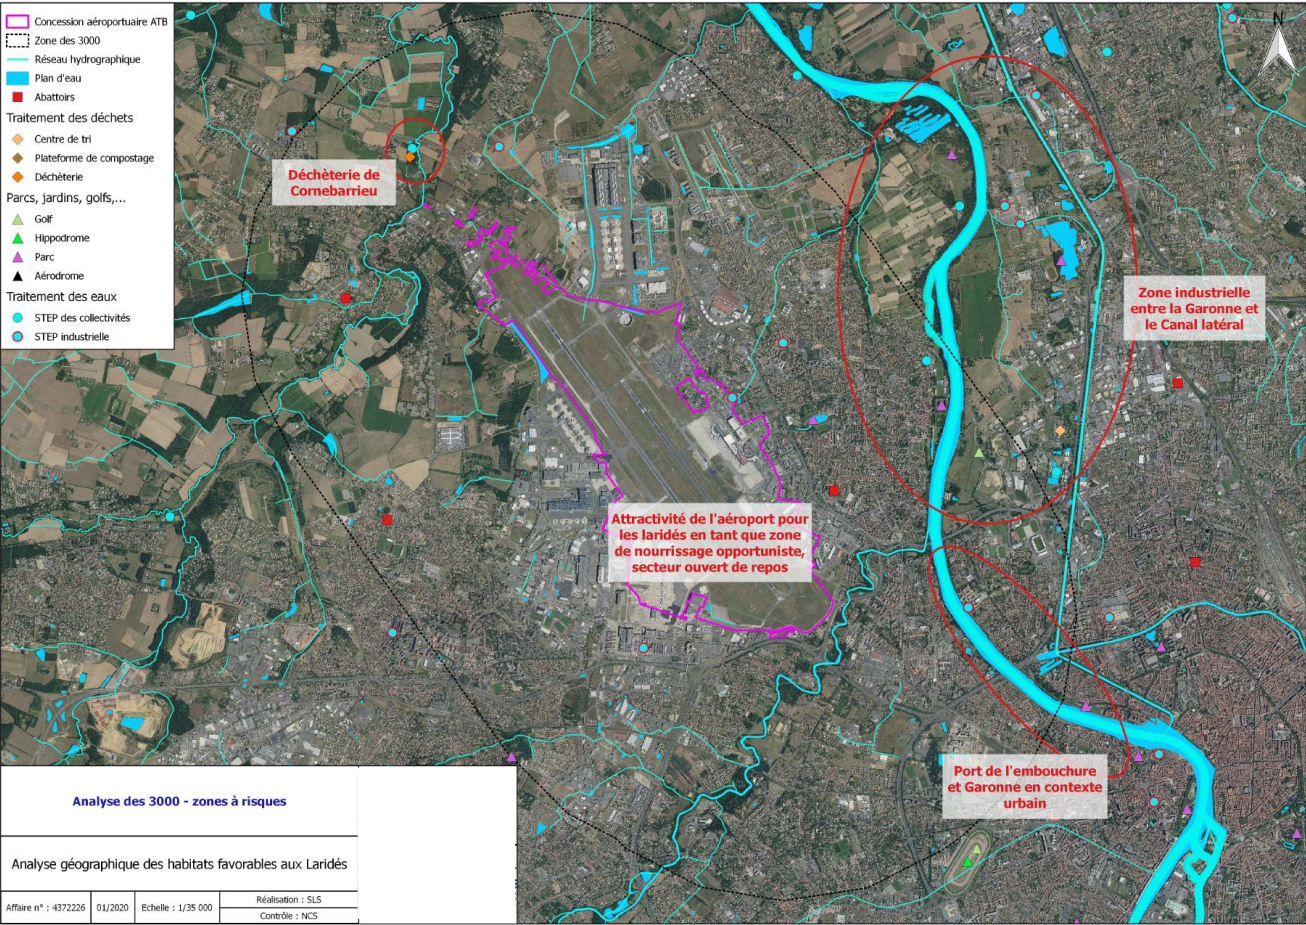 Concession aéroportuaire ATB
Zone des 3000
Réseau hydrographique
Plan d'eau
Abattoirs
Traitement des déchets
Centre de tri
Plateforme de compostage
Déchèterie
Parcs, jardins, golfs,...
Golf
Hippodrome
Parc
Aérodrome
Traitement des eaux
STEP des collectivités
STEP industrielle
N
Déchèterie de
Cornebarrieu
Zone industrielle
entre la Garonne et
le Canal latéral
Attractivité de l'aéroport pour
les laridés en tant que zone
de nourrissage opportuniste,
secteur ouvert de repos
Port de l'embouchure
et Garonne en contexte
urbain
Analyse des 3000 - zones à risques
Analyse géographique des habitats favorables aux Laridés
Affaire n° : 4372226
01/2020
Echelle : 1/35 000
Réalisation : SLS
Contrôle : NCS